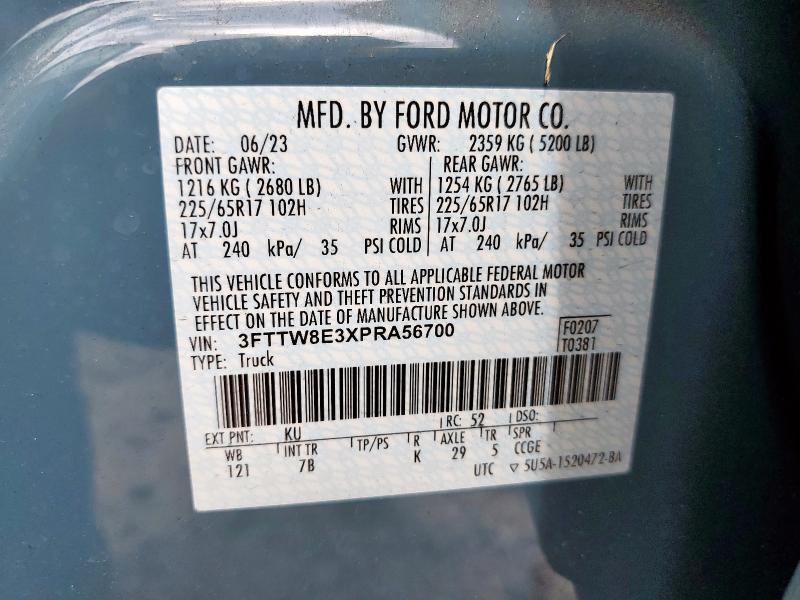 MFD. BY FORD MOTOR CO.
DATE: 06/23 GVWR: 2359 KG ( 5200 LB)
FRONT GAWR: REAR GAWR:
1216 KG ( 2680 LB) WITH 1254 KG ( 2765 LB) WITH
225/65R17 102H TIRES 225/65R17 102H TIRES
17x7.0J RIMS 17x7.0J RIMS
AT 240 kPa/ 35 PSI COLD AT 240 kPa/ 35 PSI COLD
THIS VEHICLE CONFORMS TO ALL APPLICABLE FEDERAL MOTOR
VEHICLE SAFETY AND THEFT PREVENTION STANDARDS IN
EFFECT ON THE DATE OF MANUFACTURE SHOWN ABOVE.
VIN: 3FTTW8E3XPRA56700 F0207
TYPE: Truck T0381
EXT PNT: KU RC: 52 DSO:
WB INT TR TP/PS R AXLE TR SPR
121 7B K 29 5 CCGE
UTC ▽ 5U5A-1520472-BA